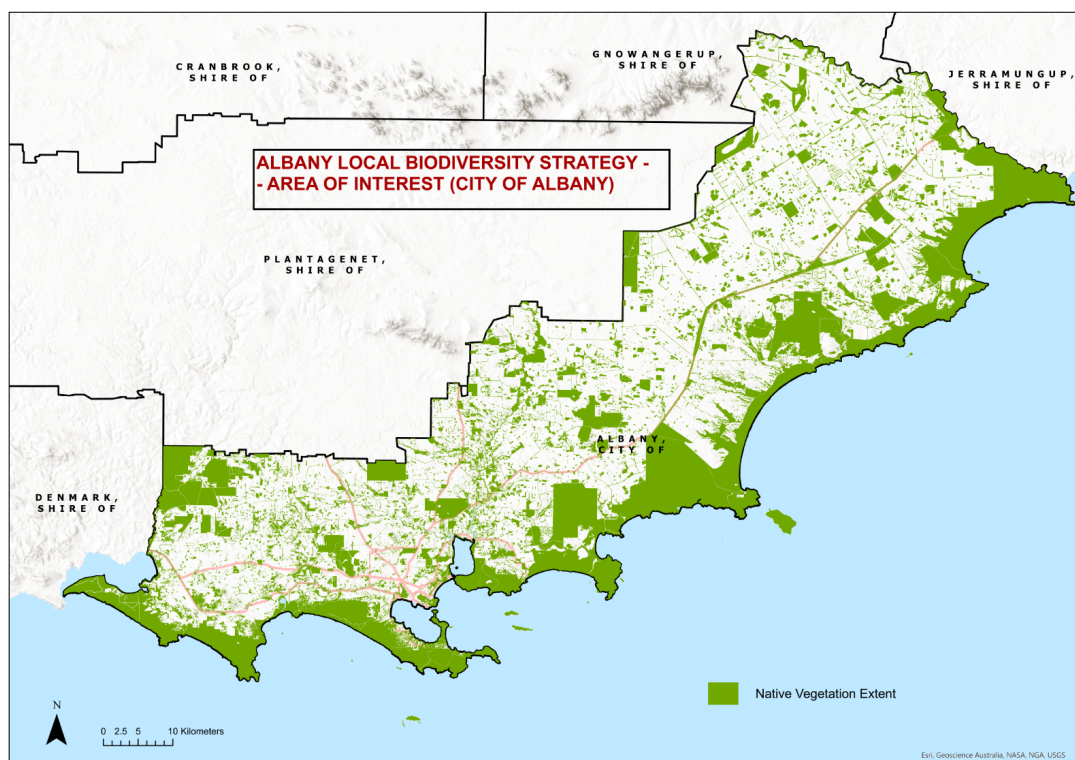 CRANBROOK,
SHIRE OF
GNOWANGERUP,
SHIRE OF
JERRAMUNGUP,
SHIRE OF
ALBANY LOCAL BIODIVERSITY STRATEGY -
- AREA OF INTEREST (CITY OF ALBANY)
PLANTAGENET,
SHIRE OF
ALBANY,
CITY OF
DENMARK,
SHIRE OF
Native Vegetation Extent
N
0 2.5 5 10 Kilometers
Esri, Geoscience Australia, NASA, NGA, USGS